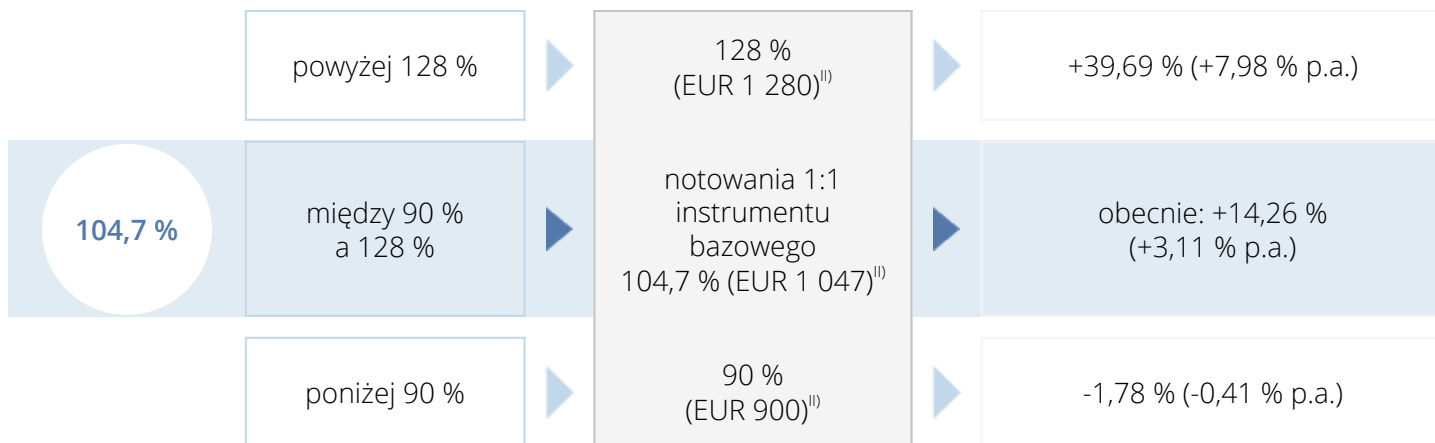 powyżej 128 %
128 %
(EUR 1 280)II)
+39,69 % (+7,98 % p.a.)
104,7 %
między 90 %
a 128 %
notowania 1:1
instrumentu
bazowego
104,7 % (EUR 1 047)II)
obecnie: +14,26 %
(+3,11 % p.a.)
poniżej 90 %
90 %
(EUR 900)II)
-1,78 % (-0,41 % p.a.)